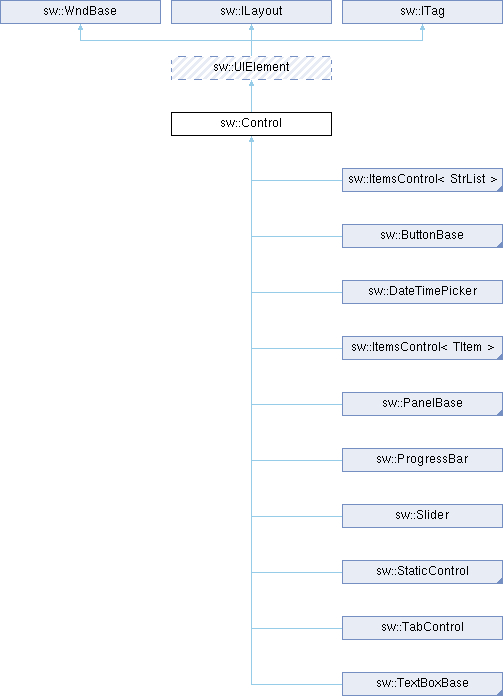 sw::WndBase
sw::ILayout
sw::ITag
sw::UIElement
sw::Control
sw::ItemsControl< StrList >
sw::ButtonBase
sw::DateTimePicker
sw::ItemsControl< TItem >
sw::PanelBase
sw::ProgressBar
sw::Slider
sw::StaticControl
sw::TabControl
sw::TextBoxBase